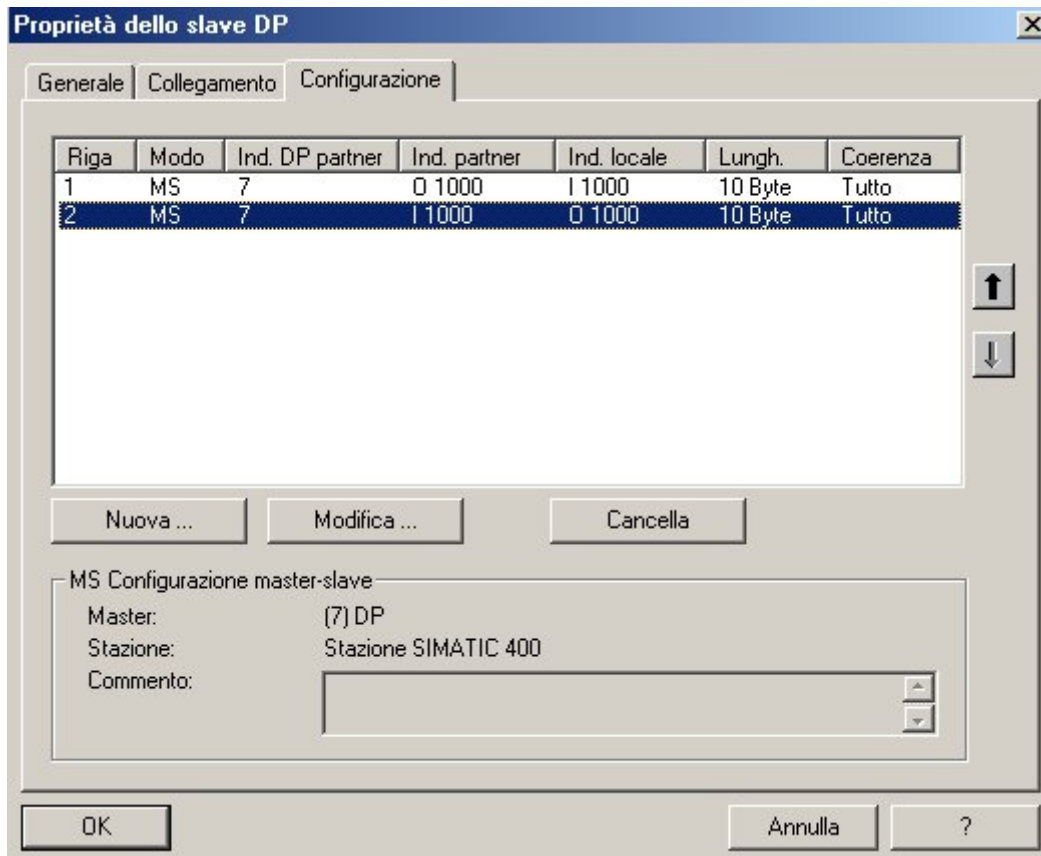 Proprietà dello slave DP
Generale Collegamento Configurazione
Riga Modo Ind. DP partner Ind. partner Ind. locale Lungh. Coerenza
1 MS 7 O 1000 I 1000 10 Byte Tutto
2 MS 7 I 1000 O 1000 10 Byte Tutto
Nuova ... Modifica ... Cancella
MS Configurazione master-slave
Master: (7) DP
Stazione: Stazione SIMATIC 400
Commento:
OK Annulla ?